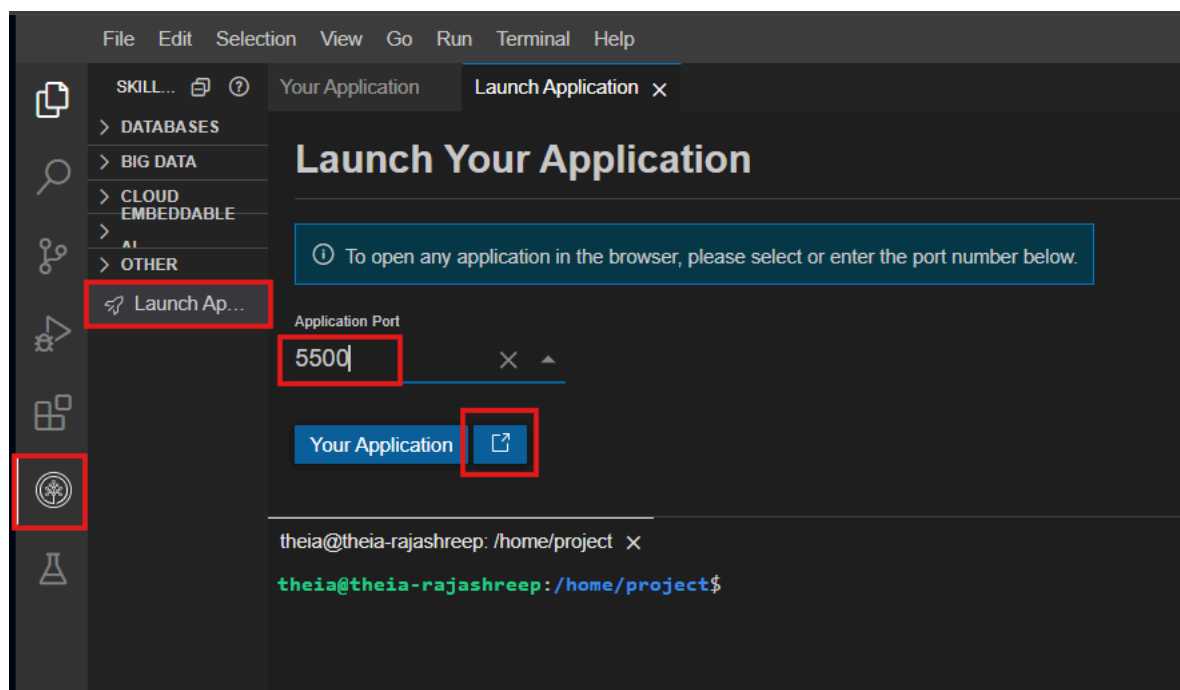 File Edit Selection View Go Run Terminal Help
SKILL...
Your Application Launch Application
DATABASES
BIG DATA
CLOUD
EMBEDDABLE
AI
OTHER
Launch Ap...
Launch Your Application
To open any application in the browser, please select or enter the port number below.
Application Port
5500
Your Application
theia@theia-rajashreep: /home/project
theia@theia-rajashreep:/home/project$